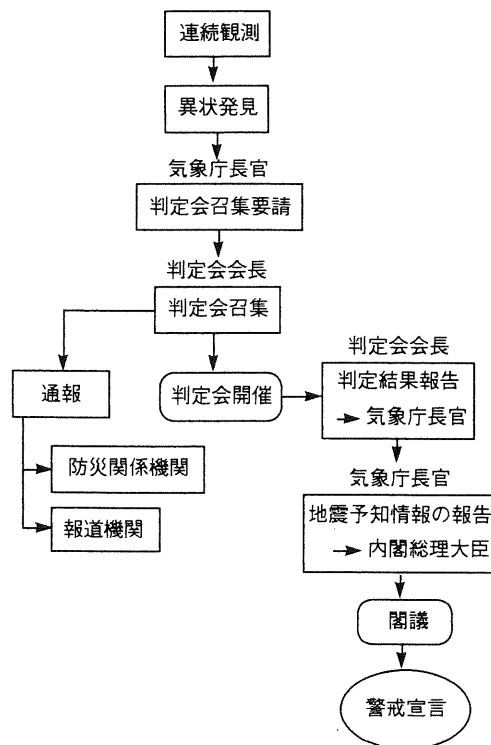 連続観測
異状発見
気象庁長官
判定会召集要請
判定会会長
判定会召集
通報
防災関係機関
報道機関
判定会開催
判定会会長
判定結果報告
気象庁長官
気象庁長官
地震予知情報の報告
内閣総理大臣
閣議
警戒宣言